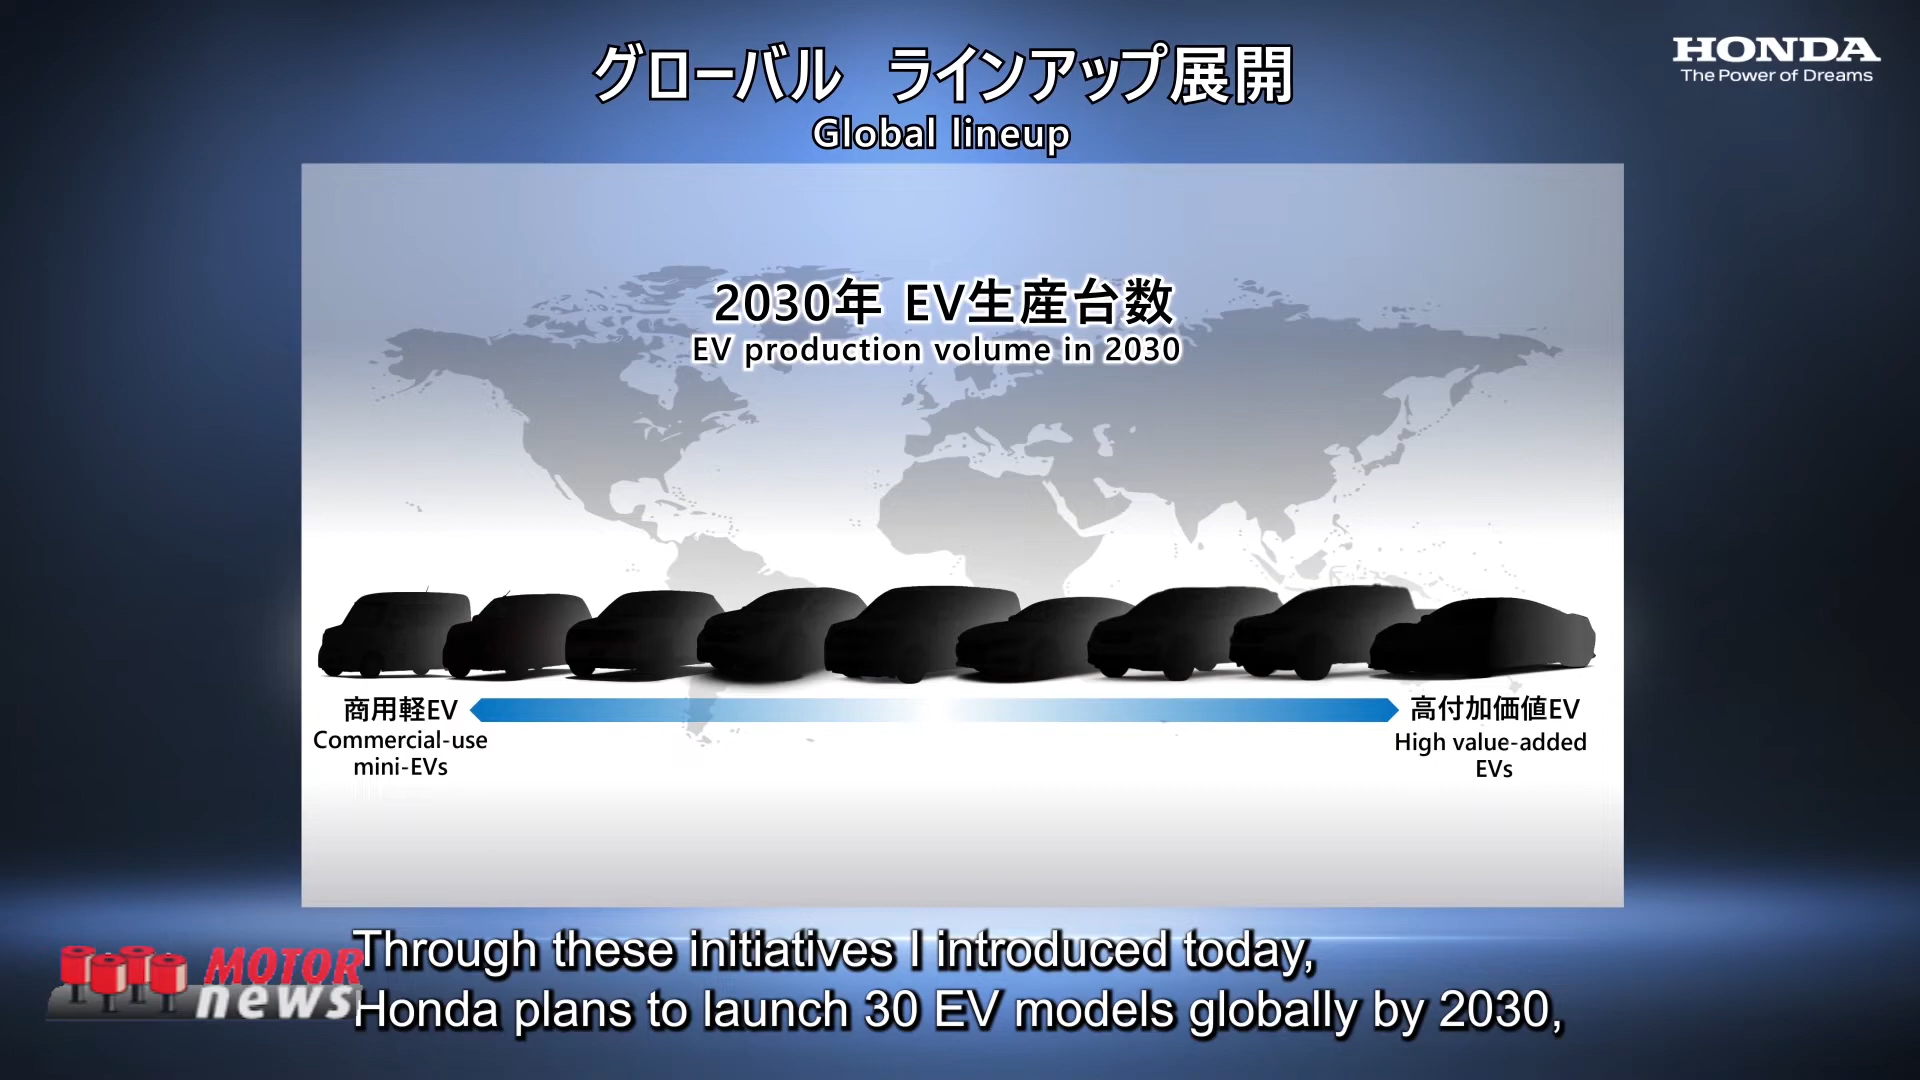 グローバル ラインアップ展開
Global lineup
HONDA
The Power of Dreams
2030年 EV生産台数
EV production volume in 2030
商用軽EV
Commercial-use
mini-EVs
高付加価値EV
High value-added
EVs
MOTOR
news
Through these initiatives I introduced today,
Honda plans to launch 30 EV models globally by 2030,